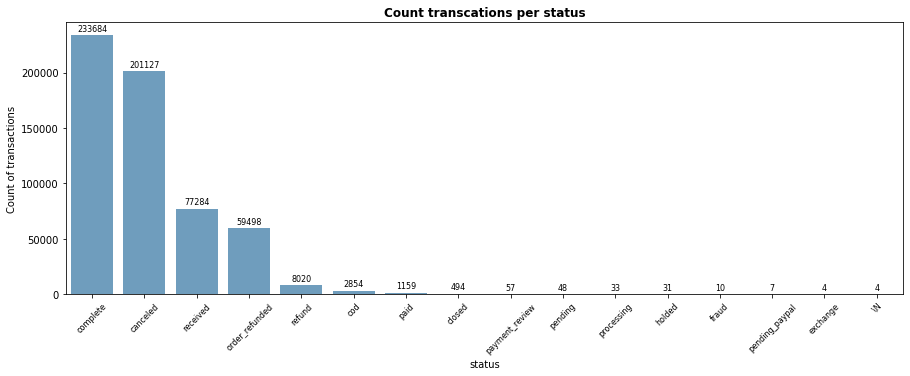 Count transcations per status
233684
201127
77284
59498
8020
2854
1159
494
57
48
33
31
10
7
4
4
200000
150000
100000
50000
0
Count of transactions
complete
canceled
received
order_refunded
refund
cod
paid
closed
payment_review
pending
processing
holded
fraud
pending_paypal
exchange
\N
status